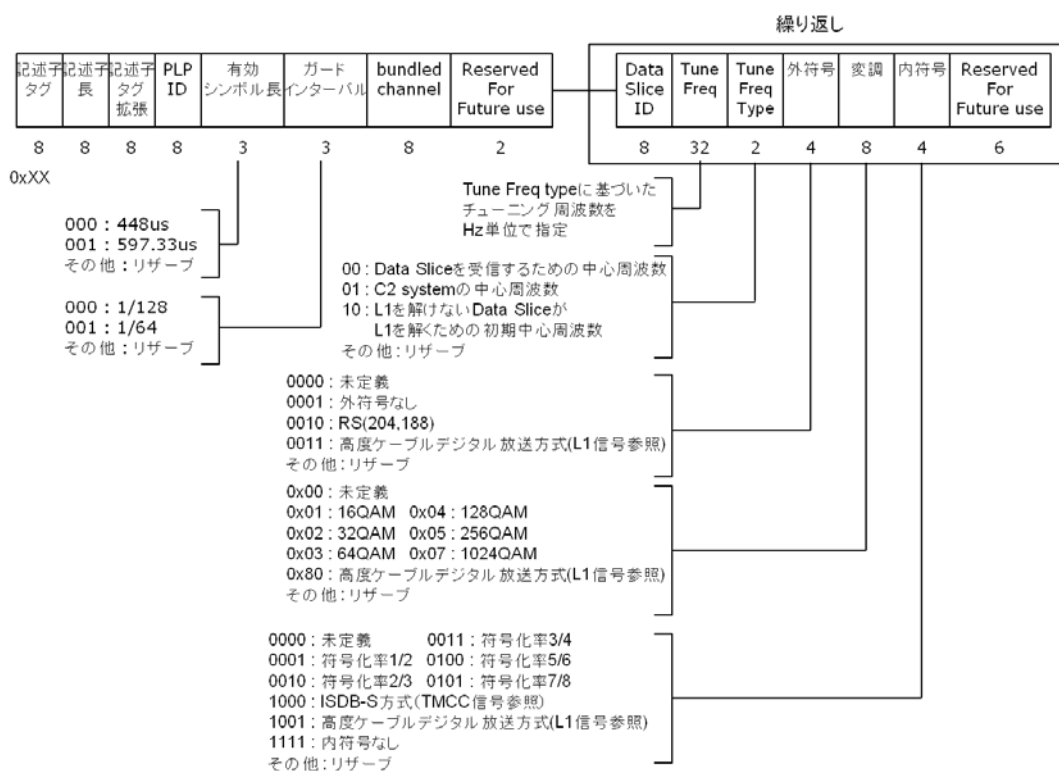 繰り返し
記述子タグ
記述子長
記述子タグ拡張
PLP ID
有効シンボル長
ガードインターバル
bundled channel
Reserved For Future use
Data Slice ID
Tune Freq
Tune Freq Type
外符号
変調
内符号
Reserved For Future use
8 8 8 8 3 3 8 2 8 32 2 4 8 4 6
0xXX
000 : 448us
001 : 597.33us
その他 : リザーブ
000 : 1/128
001 : 1/64
その他 : リザーブ
Tune Freq typeに基づいた
チューニング周波数を
Hz単位で指定
00 : Data Sliceを受信するための中心周波数
01 : C2 systemの中心周波数
10 : L1を解けないData Sliceが
L1を解くための初期中心周波数
その他 : リザーブ
0000 : 未定義
0001 : 外符号なし
0010 : RS(204,188)
0011 : 高度ケーブルデジタル放送方式(L1信号参照)
その他 : リザーブ
0x00 : 未定義
0x01 : 16QAM 0x04 : 128QAM
0x02 : 32QAM 0x05 : 256QAM
0x03 : 64QAM 0x07 : 1024QAM
0x80 : 高度ケーブルデジタル放送方式(L1信号参照)
その他 : リザーブ
0000 : 未定義 0011 : 符号化率3/4
0001 : 符号化率1/2 0100 : 符号化率5/6
0010 : 符号化率2/3 0101 : 符号化率7/8
1000 : ISDB-S方式(TMCC信号参照)
1001 : 高度ケーブルデジタル放送方式(L1信号参照)
1111 : 内符号なし
その他 : リザーブ